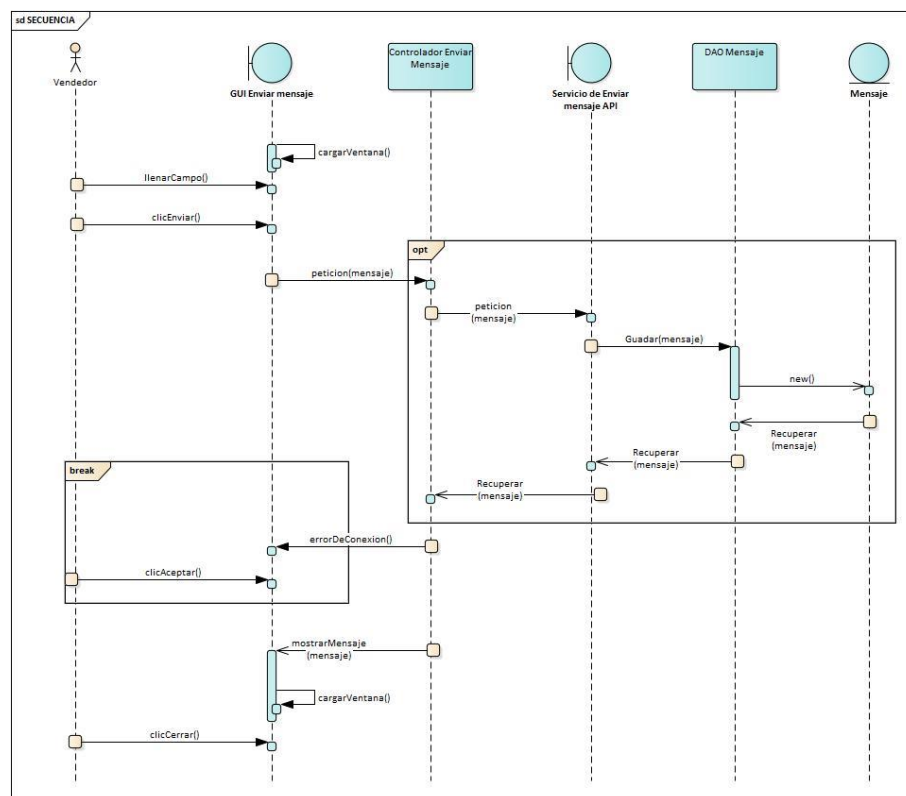 sd SECUENCIA
Vendedor
GUI Enviar mensaje
Controlador Enviar
Mensaje
Servicio de Enviar
mensaje API
DAO Mensaje
Mensaje
cargarVentana()
llenarCampo()
clicEnviar()
opt
peticion(mensaje)
peticion
(mensaje)
Guadar(mensaje)
new()
Recuperar
(mensaje)
Recuperar
(mensaje)
Recuperar
(mensaje)
break
errorDeConexion()
clicAceptar()
mostrarMensaje
(mensaje)
cargarVentana()
clicCerrar()